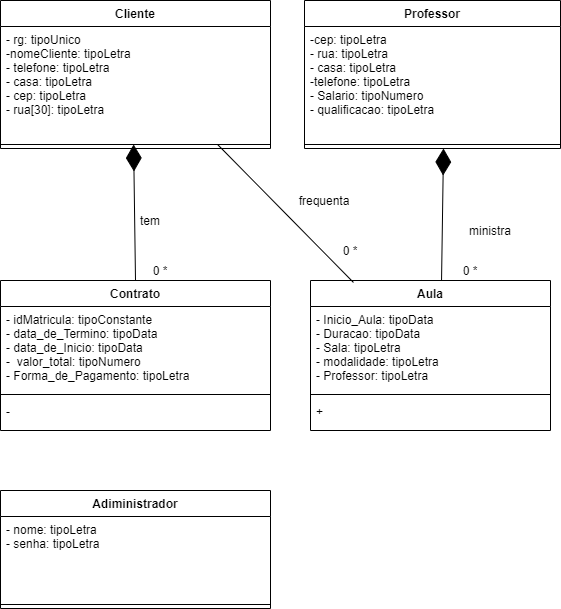 Cliente
- rg: tipoUnico
-nomeCliente: tipoLetra
- telefone: tipoLetra
- casa: tipoLetra
- cep: tipoLetra
- rua[30]: tipoLetra
Professor
-cep: tipoLetra
- rua: tipoLetra
- casa: tipoLetra
-telefone: tipoLetra
- Salario: tipoNumero
- qualificacao: tipoLetra
tem
frequenta
ministra
0 *
0 *
0 *
Contrato
- idMatricula: tipoConstante
- data_de_Termino: tipoData
- data_de_Inicio: tipoData
- valor_total: tipoNumero
- Forma_de_Pagamento: tipoLetra
-
Aula
- Inicio_Aula: tipoData
- Duracao: tipoData
- Sala: tipoLetra
- modalidade: tipoLetra
- Professor: tipoLetra
+
Adiministrador
- nome: tipoLetra
- senha: tipoLetra